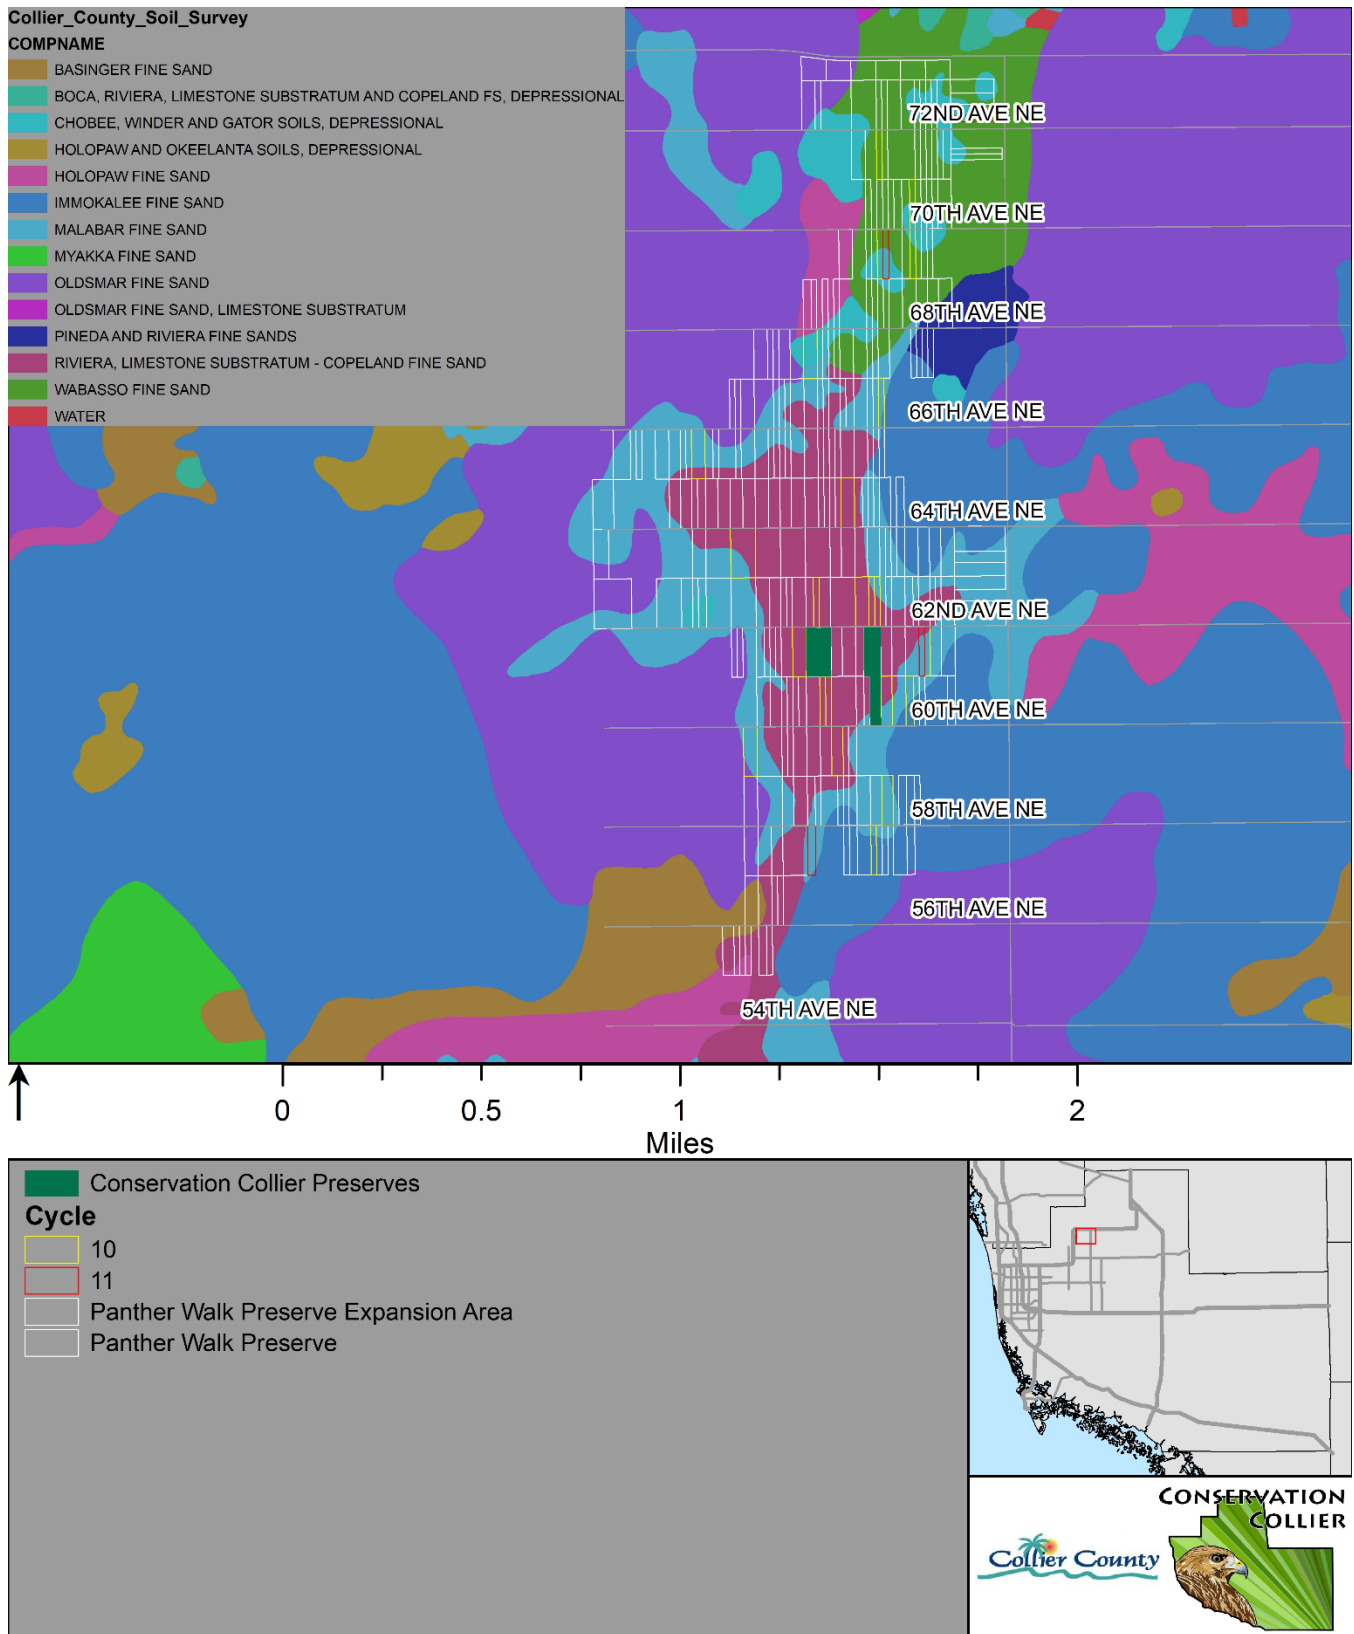 Collier_County_Soil_Survey
COMPNAME
BASINGER FINE SAND
BOCA, RIVIERA, LIMESTONE SUBSTRATUM AND COPELAND FS, DEPRESSIONAL
CHOBEE, WINDER AND GATOR SOILS, DEPRESSIONAL
HOLOPAW AND OKEELANTA SOILS, DEPRESSIONAL
HOLOPAW FINE SAND
IMMOKALEE FINE SAND
MALABAR FINE SAND
MYAKKA FINE SAND
OLDSMAR FINE SAND
OLDSMAR FINE SAND, LIMESTONE SUBSTRATUM
PINEDA AND RIVIERA FINE SANDS
RIVIERA, LIMESTONE SUBSTRATUM - COPELAND FINE SAND
WABASSO FINE SAND
WATER
72ND AVE NE
70TH AVE NE
68TH AVE NE
66TH AVE NE
64TH AVE NE
62ND AVE NE
60TH AVE NE
58TH AVE NE
56TH AVE NE
54TH AVE NE
0 0.5 1 2
Miles
Conservation Collier Preserves
Cycle
10
11
Panther Walk Preserve Expansion Area
Panther Walk Preserve
CONSERVATION
COLLIER
Collier County